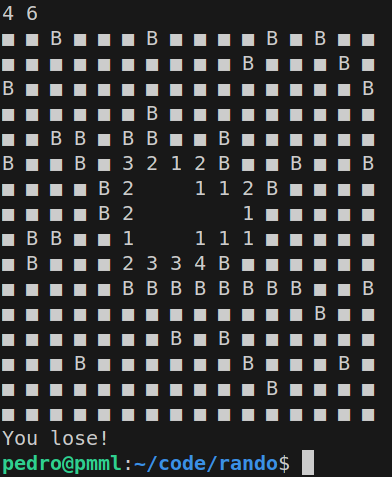 4 6
■ ■ B ■ ■ ■ B ■ ■ ■ ■ B ■ B ■ ■
■ ■ ■ ■ ■ ■ ■ ■ ■ ■ B ■ ■ ■ B ■
B ■ ■ ■ ■ ■ ■ ■ ■ ■ ■ ■ ■ ■ ■ B
■ ■ ■ ■ ■ ■ B ■ ■ ■ ■ ■ ■ ■ ■ ■
■ ■ B B ■ B B ■ ■ B ■ ■ ■ ■ ■ ■
B ■ ■ B ■ 3 2 1 2 B ■ ■ B ■ ■ B
■ ■ ■ ■ B 2     1 1 2 B ■ ■ ■ ■
■ ■ ■ ■ B 2         1 ■ ■ ■ ■ ■
■ B B ■ ■ 1     1 1 1 ■ ■ ■ ■ ■
■ B ■ ■ ■ 2 3 3 4 B ■ ■ ■ ■ ■ ■
■ ■ ■ ■ ■ B B B B B B B B ■ ■ B
■ ■ ■ ■ ■ ■ ■ ■ ■ ■ ■ ■ ■ B ■ ■
■ ■ ■ ■ ■ ■ ■ B ■ B ■ ■ ■ ■ ■ ■
■ ■ ■ B ■ ■ ■ ■ ■ ■ B ■ ■ ■ B ■
■ ■ ■ ■ ■ ■ ■ ■ ■ ■ ■ B ■ ■ ■ ■
■ ■ ■ ■ ■ ■ ■ ■ ■ ■ ■ ■ ■ ■ ■ ■
You lose!
pedro@pmml:~/code/rando$